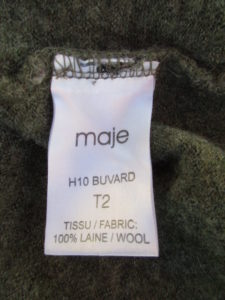 maje
H10 BUVARD
T2
TISSU / FABRIC:
100% LAINE / WOOL